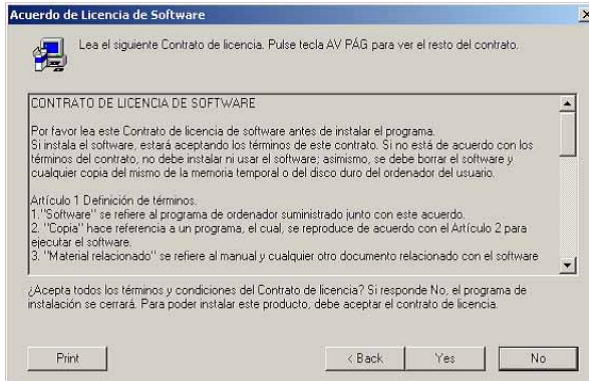 Acuerdo de Licencia de Software
Lea el siguiente Contrato de licencia. Pulse tecla AV PÁG para ver el resto del contrato.
CONTRATO DE LICENCIA DE SOFTWARE
Por favor lea este Contrato de licencia de software antes de instalar el programa.
Si instala el software, estará aceptando los términos de este contrato. Si no está de acuerdo con los
términos del contrato, no debe instalar ni usar el software; asimismo, se debe borrar el software y
cualquier copia del mismo de la memoria temporal o del disco duro del ordenador del usuario.
Artículo 1 Definición de términos.
1."Software" se refiere al programa de ordenador suministrado junto con este acuerdo.
2. "Copia" hace referencia a un programa, el cual, se reproduce de acuerdo con el Artículo 2 para
ejecutar el software.
3. "Material relacionado" se refiere al manual y cualquier otro documento relacionado con el software
¿Acepta todos los términos y condiciones del Contrato de licencia? Si responde No, el programa de
instalación se cerrará. Para poder instalar este producto, debe aceptar el contrato de licencia.
Print
< Back
Yes
No